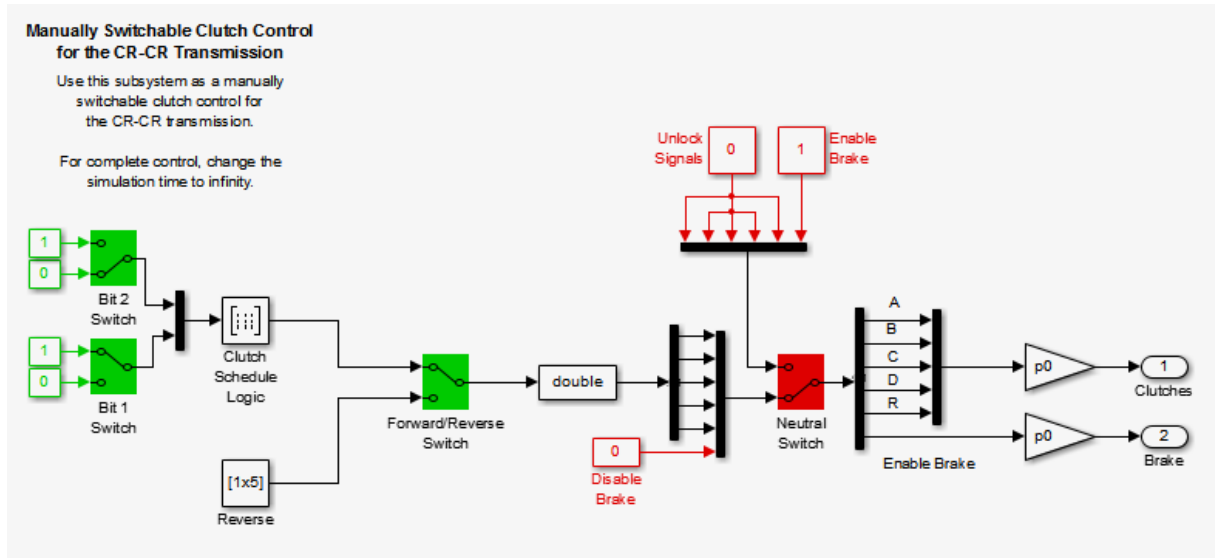 Manually Switchable Clutch Control
for the CR-CR Transmission
Use this subsystem as a manually
switchable clutch control for
the CR-CR transmission.
For complete control, change the
simulation time to infinity.
Unlock
Signals
0
1
Enable
Brake
1
0
Bit 2
Switch
1
0
Bit 1
Switch
Clutch
Schedule
Logic
[1x5]
Reverse
Forward/Reverse
Switch
double
0
Disable
Brake
Neutral
Switch
A
B
C
D
R
Enable Brake
p0
1
Clutches
p0
2
Brake